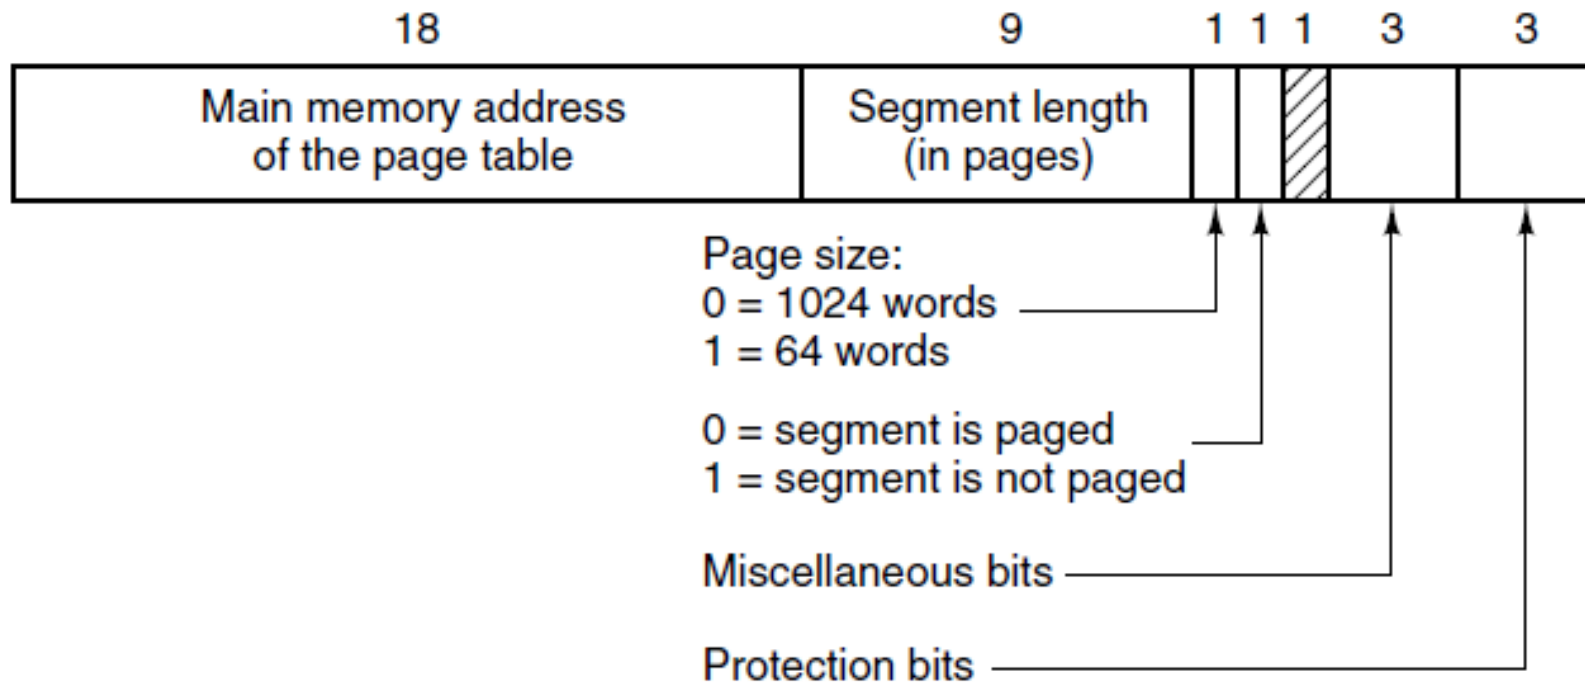 18 9 1 1 1 3 3
Main memory address
of the page table
Segment length
(in pages)
Page size:
0 = 1024 words
1 = 64 words
0 = segment is paged
1 = segment is not paged
Miscellaneous bits
Protection bits